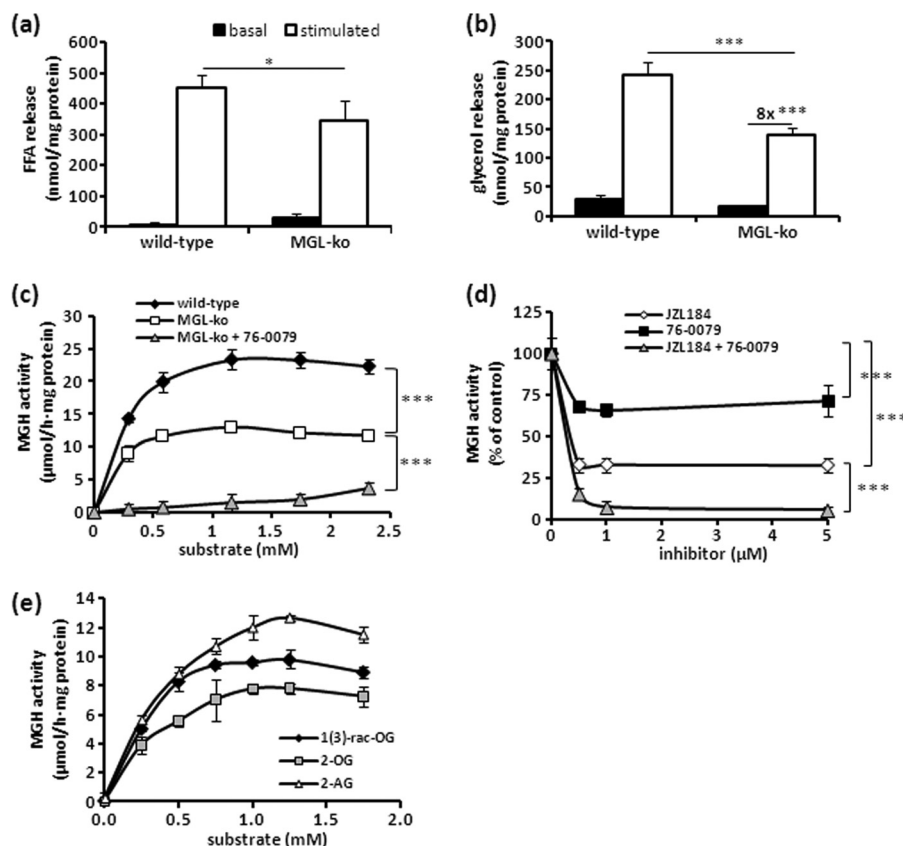 (a)
basal stimulated
FFA release
(nmol/mg protein)
600
500
400
300
200
100
0
*
wild-type MGL-ko
(b)
glycerol release
(nmol/mg protein)
300
250
200
150
100
50
0
***
8x ***
wild-type MGL-ko
(c)
wild-type
MGL-ko
MGL-ko + 76-0079
MGH activity
(μmol/h·mg protein)
30
25
20
15
10
5
0
***
***
0 0.5 1.0 1.5 2.0 2.5
substrate (mM)
(d)
JZL184
76-0079
JZL184 + 76-0079
MGH activity
(% of control)
125
100
75
50
25
0
***
***
***
0 1 2 3 4 5
inhibitor (μM)
(e)
MGH activity
(μmol/h·mg protein)
14
12
10
8
6
4
2
0
1(3)-rac-OG
2-OG
2-AG
0.0 0.5 1.0 1.5 2.0
substrate (mM)